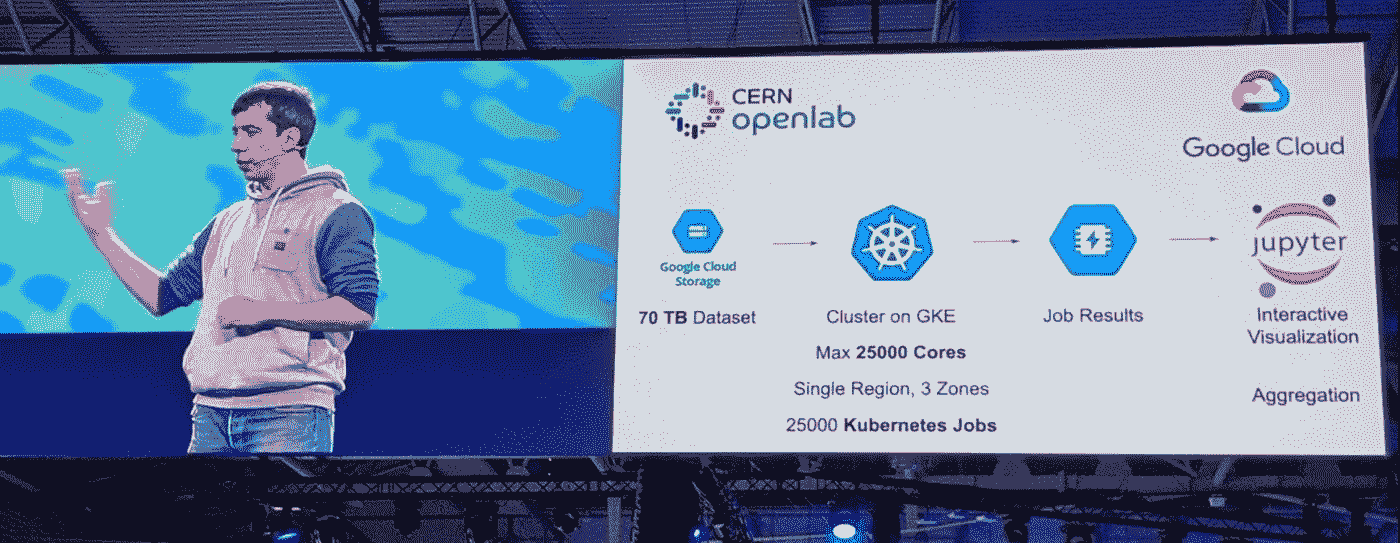 CERN
openlab
Google Cloud
Google Cloud
Storage
jupyter
70 TB Dataset
Cluster on GKE
Job Results
Interactive
Visualization
Max 25000 Cores
Single Region, 3 Zones
Aggregation
25000 Kubernetes Jobs